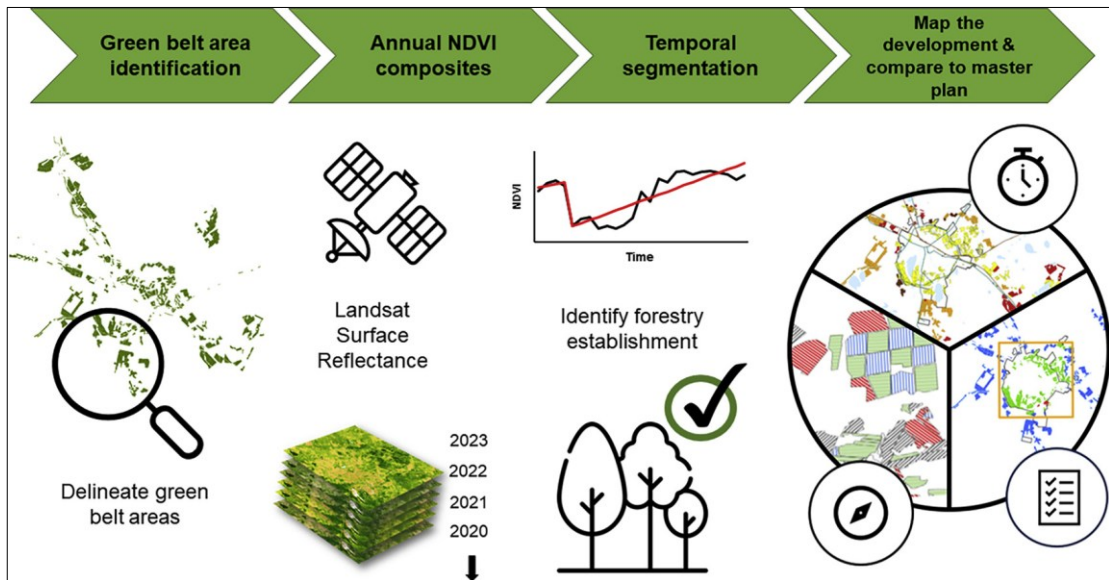 Green belt area
identification
Annual NDVI
composites
Temporal
segmentation
Map the
development &
compare to master
plan
NDVI
Time
Landsat
Surface
Reflectance
Identify forestry
establishment
2023
2022
2021
2020
Delineate green
belt areas